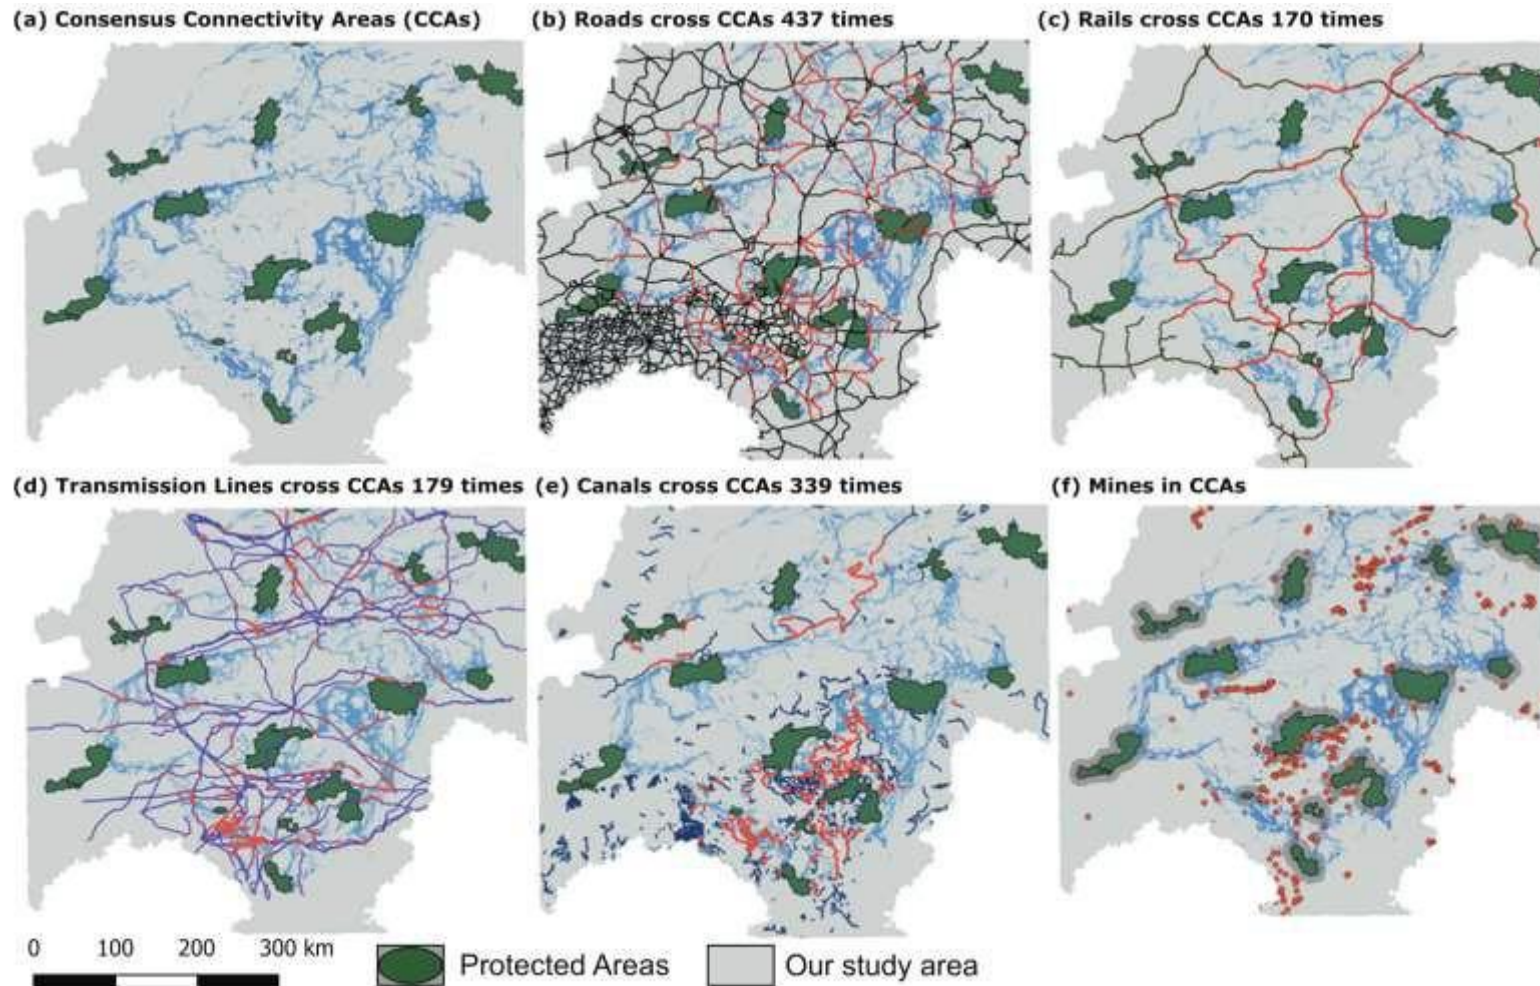 (a) Consensus Connectivity Areas (CCAs)
(b) Roads cross CCAs 437 times
(c) Rails cross CCAs 170 times
(d) Transmission Lines cross CCAs 179 times
(e) Canals cross CCAs 339 times
(f) Mines in CCAs
0 100 200 300 km
Protected Areas
Our study area